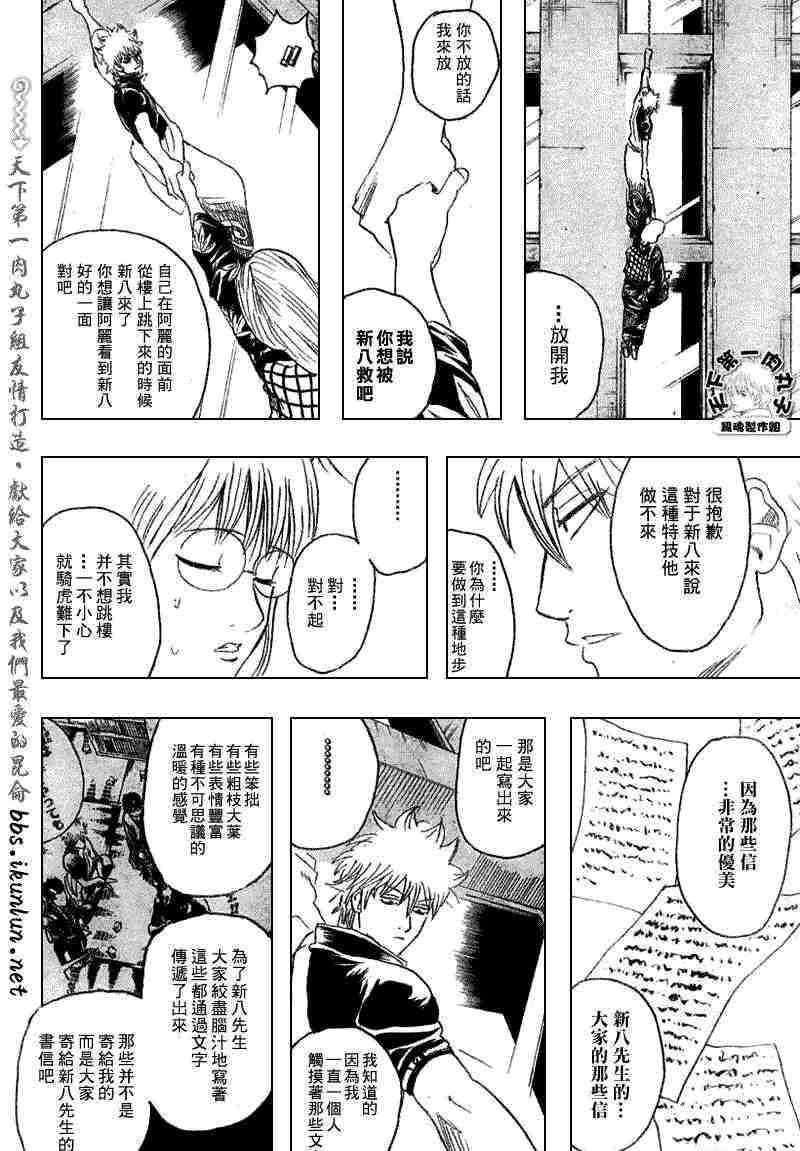 …放開我
你不放的話
我來放
我說
你想被
新八救吧
!!
自己在阿麗的面前
從樓上跳下來的時候
新八來了
你想讓阿麗看到新八
好的一面
對吧
很抱歉
對于新八來說
這種特技他
做不來
你為什麼
要做到這種地步
………
對…
對不起
其實我
並不想跳樓
…一不小心
就騎虎難下了
因為那些信
…非常的優美
新八先生的…
大家的那些信
那是大家
一起寫出來
的吧
………
我知道的
因為我
一直一個人
觸摸著那些文
有些笨拙
有些粗枝大葉
有些表情豐富
有種不可思議的
溫暖的感覺
為了新八先生
大家絞盡腦汁地寫著
這些都通過文字
傳遞了出來
那些並不是
寄給我的
而是大家
寄給新八先生的
書信吧
天下第一肉丸子
銀魂製作組
天下第一肉丸子組友情打造，獻給大家以及我們最愛的昆侖 bbs.ikunlun.net